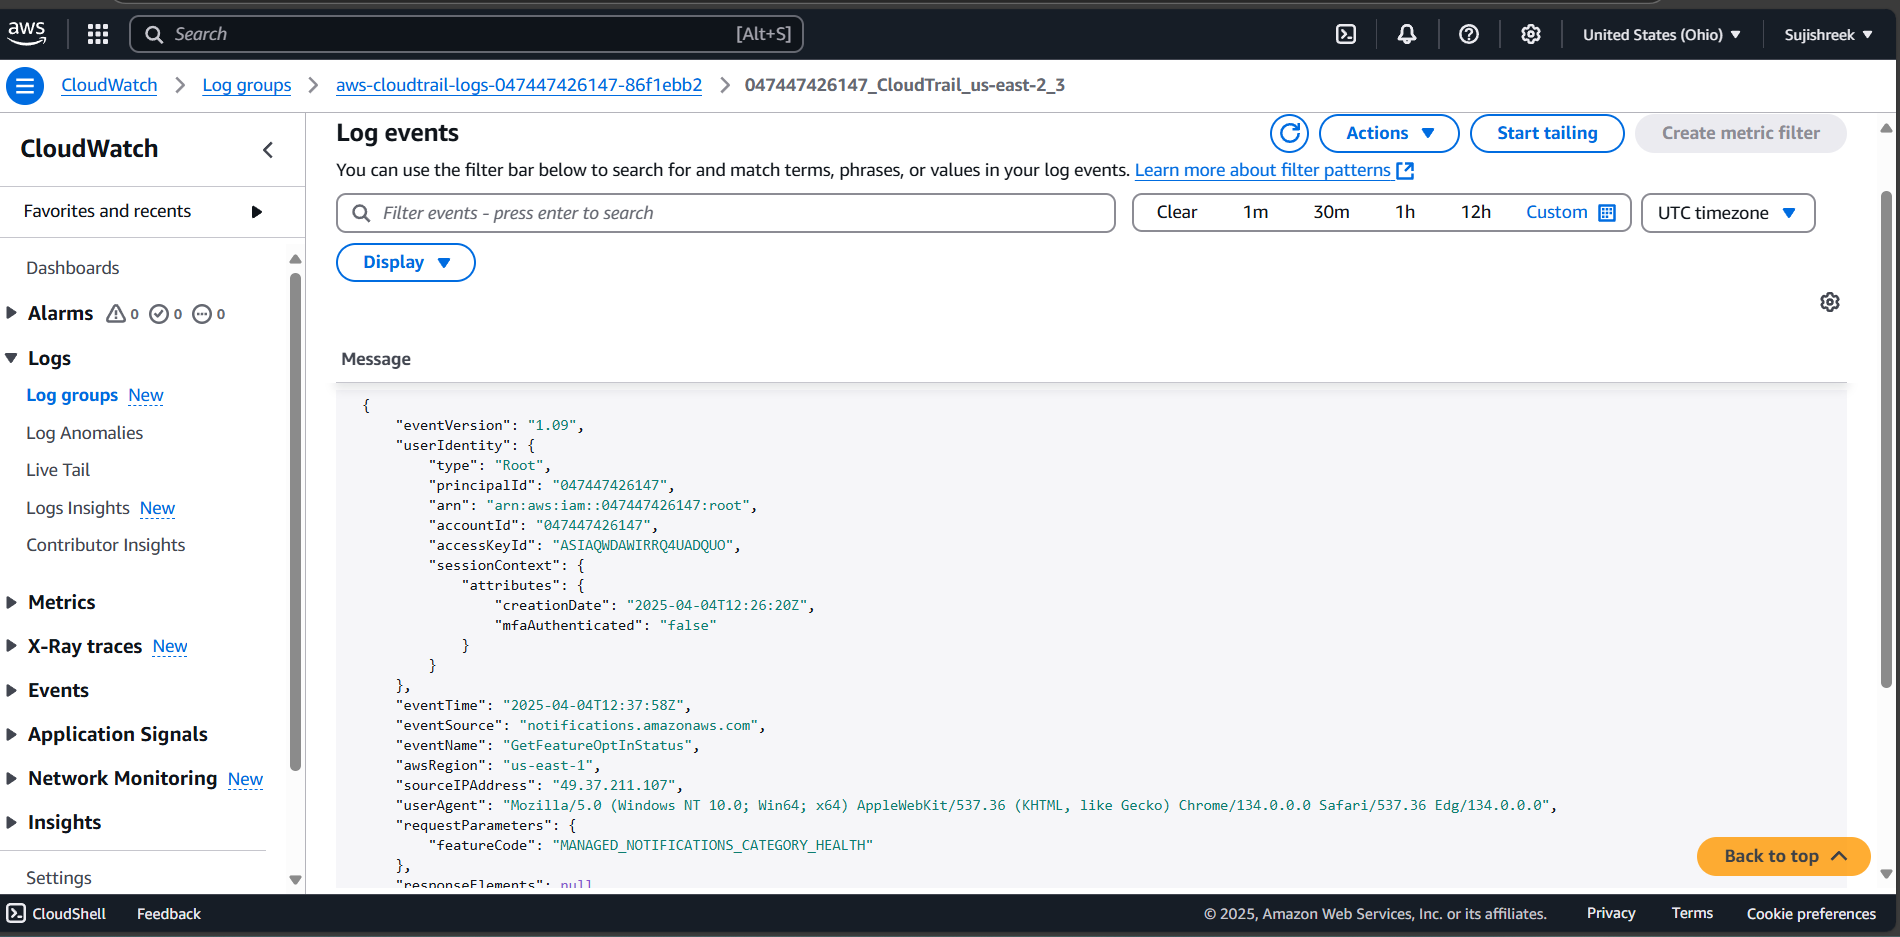 aws
Search [Alt+S]
United States (Ohio)
Sujishreek
CloudWatch
Log groups
aws-cloudtrail-logs-047447426147-86f1ebb2
047447426147_CloudTrail_us-east-2_3
CloudWatch
Favorites and recents
Dashboards
Alarms 0 0 0
Logs
Log groups New
Log Anomalies
Live Tail
Logs Insights New
Contributor Insights
Metrics
X-Ray traces New
Events
Application Signals
Network Monitoring New
Insights
Settings
Log events
Actions
Start tailing
Create metric filter
You can use the filter bar below to search for and match terms, phrases, or values in your log events. Learn more about filter patterns
Filter events - press enter to search
Clear 1m 30m 1h 12h Custom
UTC timezone
Display
Message
{
"eventVersion": "1.09",
"userIdentity": {
"type": "Root",
"principalId": "047447426147",
"arn": "arn:aws:iam::047447426147:root",
"accountId": "047447426147",
"accessKeyId": "ASIAQWDAWIRRQ4UADQUO",
"sessionContext": {
"attributes": {
"creationDate": "2025-04-04T12:26:20Z",
"mfaAuthenticated": "false"
}
}
},
"eventTime": "2025-04-04T12:37:58Z",
"eventSource": "notifications.amazonaws.com",
"eventName": "GetFeatureOptInStatus",
"awsRegion": "us-east-1",
"sourceIPAddress": "49.37.211.107",
"userAgent": "Mozilla/5.0 (Windows NT 10.0; Win64; x64) AppleWebKit/537.36 (KHTML, like Gecko) Chrome/134.0.0.0 Safari/537.36 Edg/134.0.0.0",
"requestParameters": {
"featureCode": "MANAGED_NOTIFICATIONS_CATEGORY_HEALTH"
},
"responseElements": null
Back to top
CloudShell
Feedback
© 2025, Amazon Web Services, Inc. or its affiliates.
Privacy
Terms
Cookie preferences